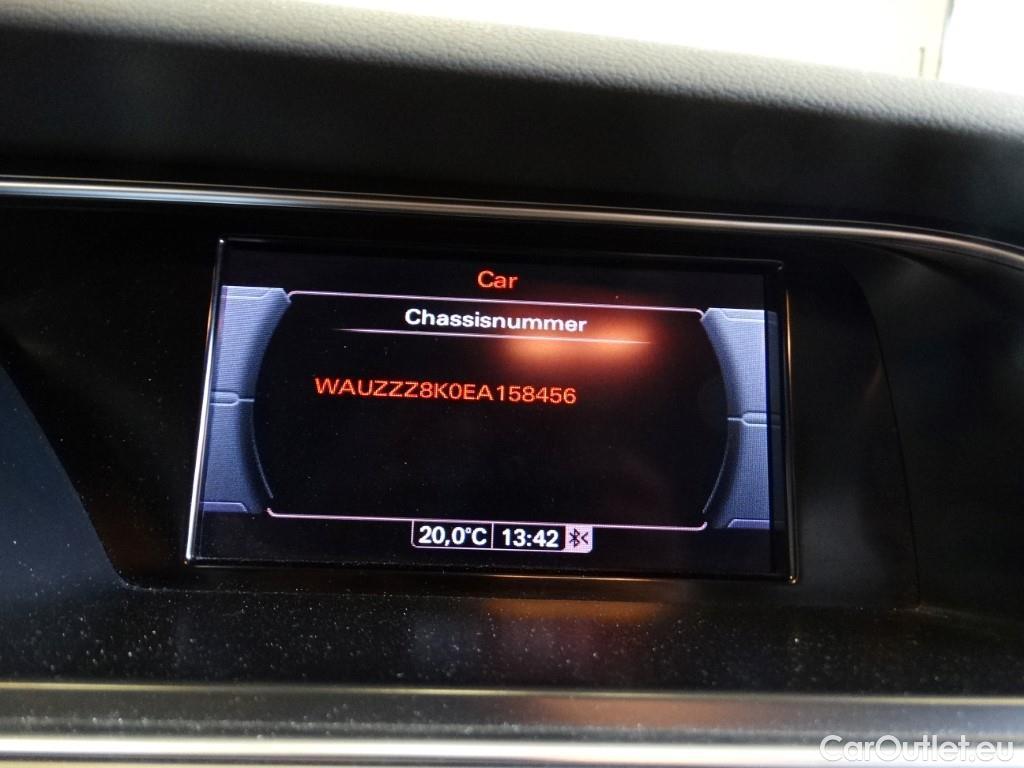 Car
Chassisnummer
WAUZZZ8K0EA158456
20,0°C 13:42
CarOutlet.eu